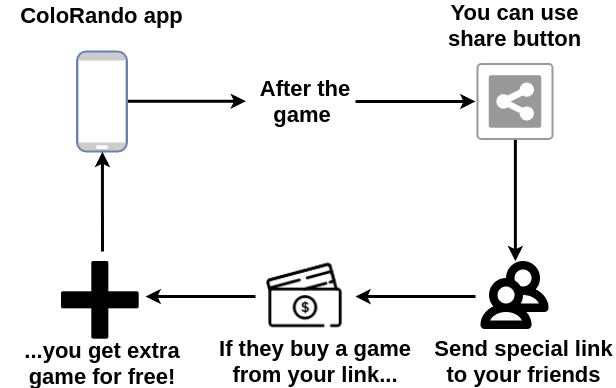 ColoRando app
You can use
share button
After the
game
$
...you get extra
game for free!
If they buy a game
from your link...
Send special link
to your friends